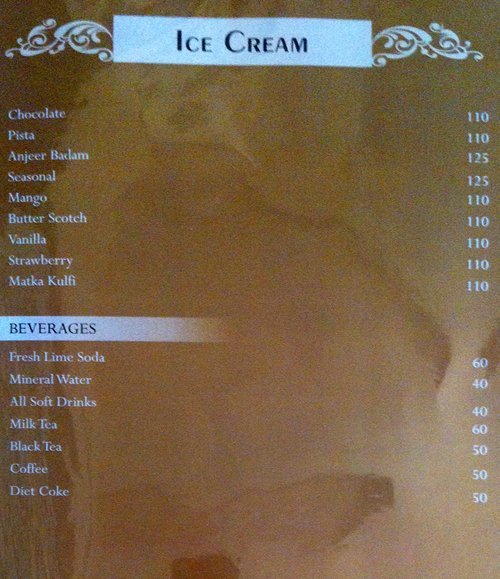 Ice Cream
Chocolate 110
Pista 110
Anjeer Badam 125
Seasonal 125
Mango 110
Butter Scotch 110
Vanilla 110
Strawberry 110
Matka Kulfi 110
BEVERAGES
Fresh Lime Soda 60
Mineral Water 40
All Soft Drinks 40
Milk Tea 60
Black Tea 50
Coffee 50
Diet Coke 50